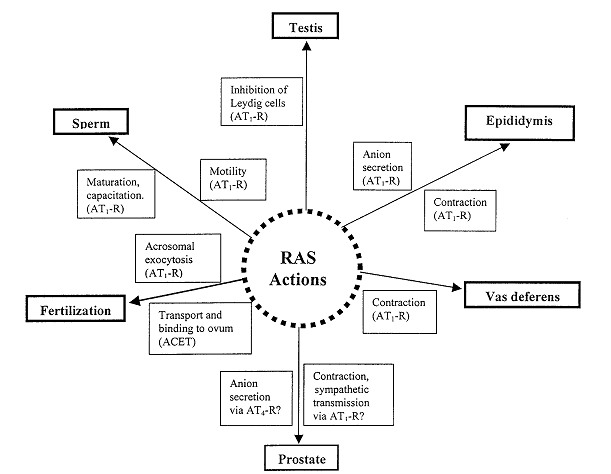 Testis
Inhibition of
Leydig cells
(AT₁-R)
Sperm
Epididymis
Motility
(AT₁-R)
Maturation,
capacitation.
(AT₁-R)
Anion
secretion
(AT₁-R)
Contraction
(AT₁-R)
Acrosomal
exocytosis
(AT₁-R)
RAS
Actions
Fertilization
Transport and
binding to ovum
(ACET)
Contraction
(AT₁-R)
Vas deferens
Anion
secretion
via AT₄-R?
Contraction,
sympathetic
transmission
via AT₁-R?
Prostate